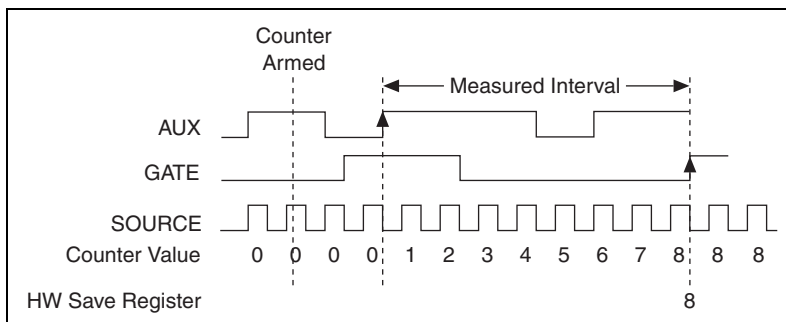 Counter
Armed
Measured Interval
AUX
GATE
SOURCE
Counter Value 0 0 0 0 1 2 3 4 5 6 7 8 8 8
HW Save Register 8